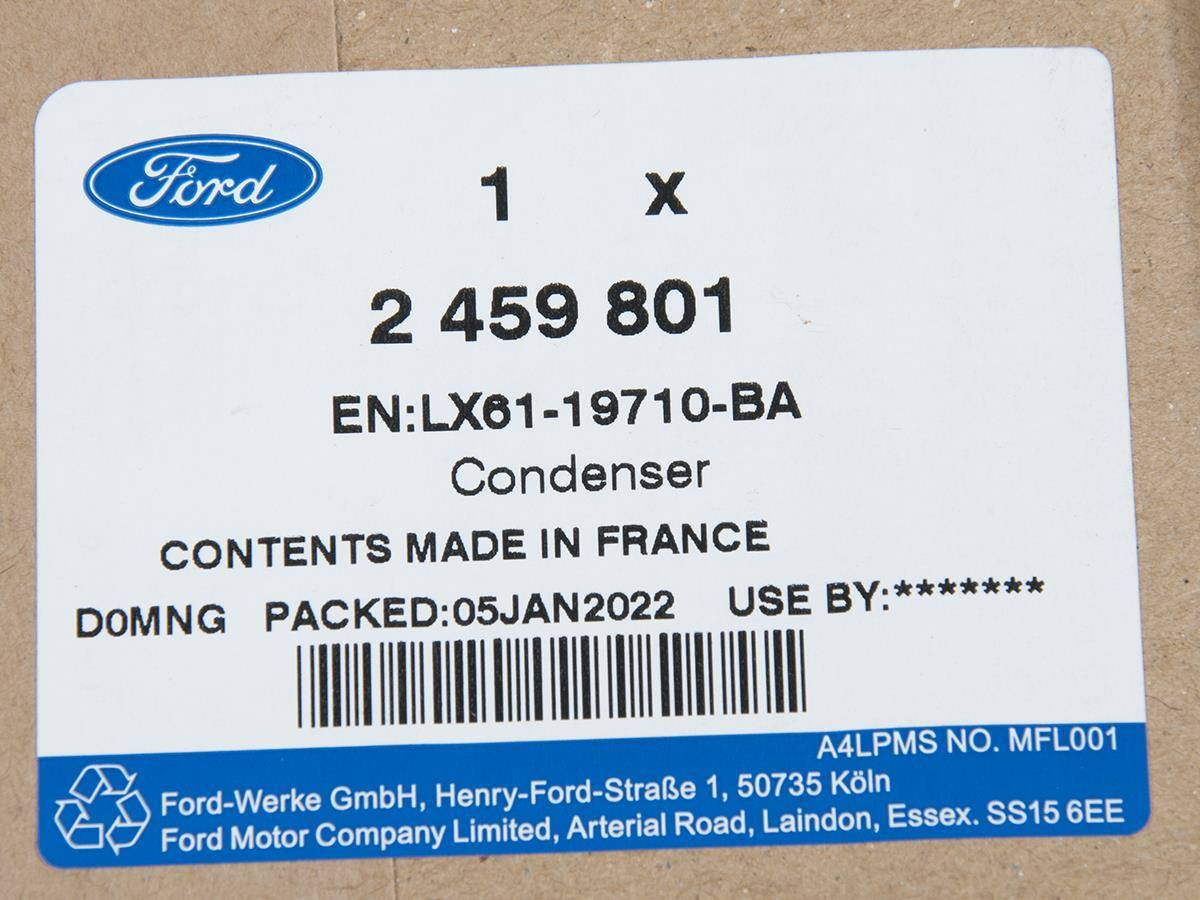 Ford
1 x
2 459 801
EN:LX61-19710-BA
Condenser
CONTENTS MADE IN FRANCE
D0MNG PACKED:05JAN2022 USE BY:*******
A4LPMS NO. MFL001
Ford-Werke GmbH, Henry-Ford-Straße 1, 50735 Köln
Ford Motor Company Limited, Arterial Road, Laindon, Essex. SS15 6EE